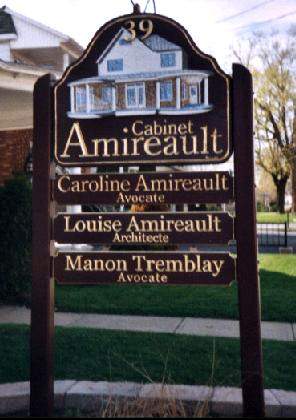 39
Cabinet
Amireault
Caroline Amireault
Avocate
Louise Amireault
Architecte
Manon Tremblay
Avocate